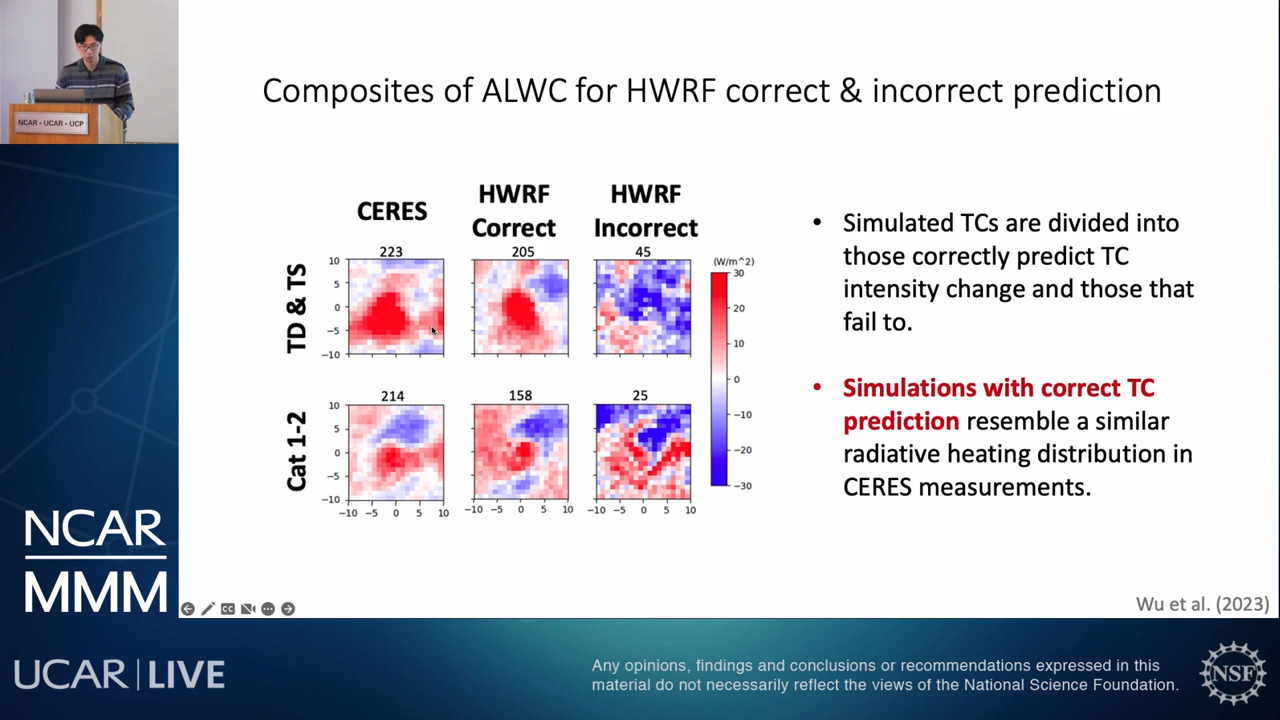 NCAR • UCAR • UCP
Composites of ALWC for HWRF correct & incorrect prediction
CERES
HWRF
Correct
HWRF
Incorrect
TD & TS
223
205
45
(W/m^2)
10
5
0
−5
−10
30
20
10
0
−10
−20
−30
Cat 1-2
214
158
25
10
5
0
−5
−10
−10 −5 0 5 10
−10 −5 0 5 10
−10 −5 0 5 10
• Simulated TCs are divided into
those correctly predict TC
intensity change and those that
fail to.
• Simulations with correct TC
prediction resemble a similar
radiative heating distribution in
CERES measurements.
Wu et al. (2023)
NCAR
MMM
UCAR | LIVE
Any opinions, findings and conclusions or recommendations expressed in this
material do not necessarily reflect the views of the National Science Foundation.
NSF